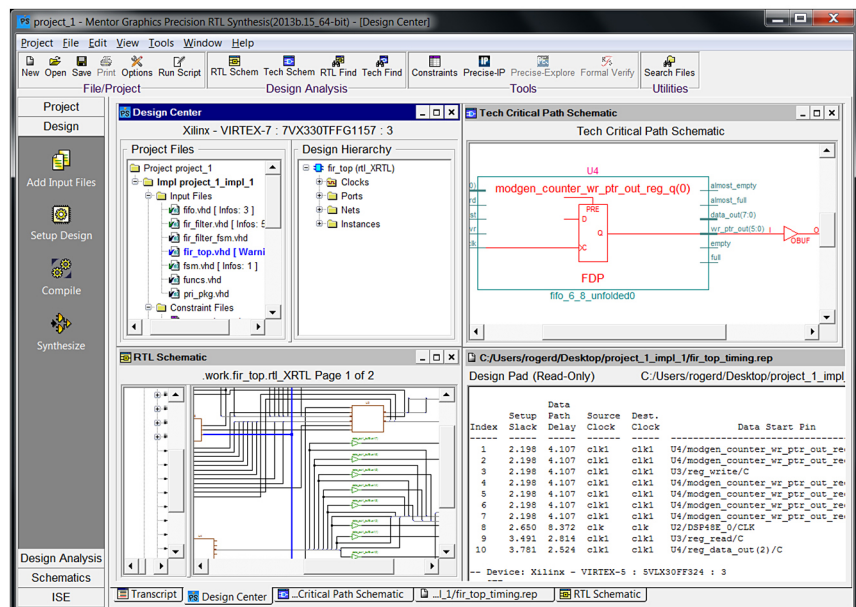 project_1 - Mentor Graphics Precision RTL Synthesis(2013b.15_64-bit) - [Design Center]
Project File Edit View Tools Window Help
New Open Save Print Options Run Script RTL Schem Tech Schem RTL Find Tech Find Constraints Precise-IP Precise-Explore Formal Verify Search Files
File/Project Design Analysis Tools Utilities
Project
Design
Add Input Files
Setup Design
Compile
Synthesize
Design Analysis
Schematics
ISE
Design Center
Xilinx - VIRTEX-7 : 7VX330TFFG1157 : 3
Project Files
Project project_1
Impl project_1_impl_1
Input Files
fifo.vhd [ Infos: 3 ]
fir_filter.vhd [ Infos: 5
fir_filter_fsm.vhd
fir_top.vhd [ Warni
fsm.vhd [ Infos: 1 ]
funcs.vhd
pri_pkg.vhd
Constraint Files
Design Hierarchy
fir_top (rtl_XRTL)
Clocks
Ports
Nets
Instances
Tech Critical Path Schematic
Tech Critical Path Schematic
U4
modgen_counter_wr_ptr_out_reg_q(0)
PRE
D
Q
C
FDP
fifo_6_8_unfolded0
almost_empty
almost_full
data_out(7:0)
wr_ptr_out(5:0)
empty
full
I
O
OBUF
RTL Schematic
.work.fir_top.rtl_XRTL Page 1 of 2
C:/Users/rogerd/Desktop/project_1_impl_1/fir_top_timing.rep
Design Pad (Read-Only) C:/Users/rogerd/Desktop/project_1_impl
Data
Setup Path Source Dest.
Index Slack Delay Clock Clock Data Start Pin
1 2.198 4.107 clk1 clk1 U4/modgen_counter_wr_ptr_out_re
2 2.198 4.107 clk1 clk1 U4/modgen_counter_wr_ptr_out_re
3 2.198 4.107 clk1 clk1 U3/reg_write/C
4 2.198 4.107 clk1 clk1 U4/modgen_counter_wr_ptr_out_re
5 2.198 4.107 clk1 clk1 U4/modgen_counter_wr_ptr_out_re
6 2.198 4.107 clk1 clk1 U4/modgen_counter_wr_ptr_out_re
7 2.198 4.107 clk1 clk1 U4/modgen_counter_wr_ptr_out_re
8 2.650 8.372 clk clk U2/DSP48E_0/CLK
9 3.491 2.814 clk1 clk1 U3/reg_read/C
10 3.781 2.524 clk1 clk1 U4/reg_data_out(2)/C
-- Device: Xilinx - VIRTEX-5 : 5VLX30FF324 : 3
Transcript Design Center ...Critical Path Schematic ...l_1/fir_top_timing.rep RTL Schematic